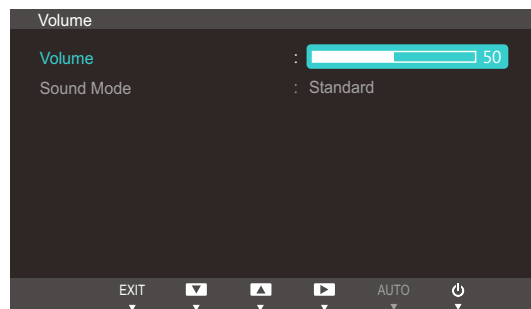 Volume
Volume : 50
Sound Mode : Standard
EXIT AUTO